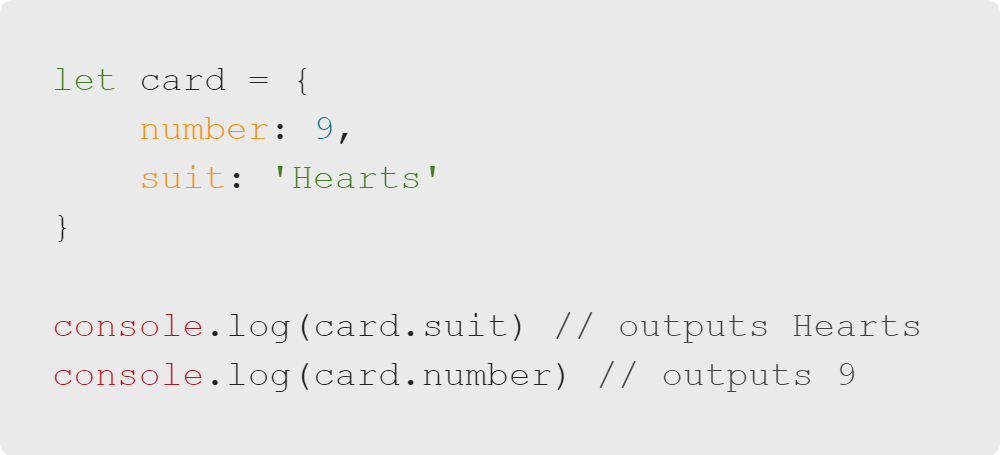 let card = {
    number: 9,
    suit: 'Hearts'
}

console.log(card.suit) // outputs Hearts
console.log(card.number) // outputs 9